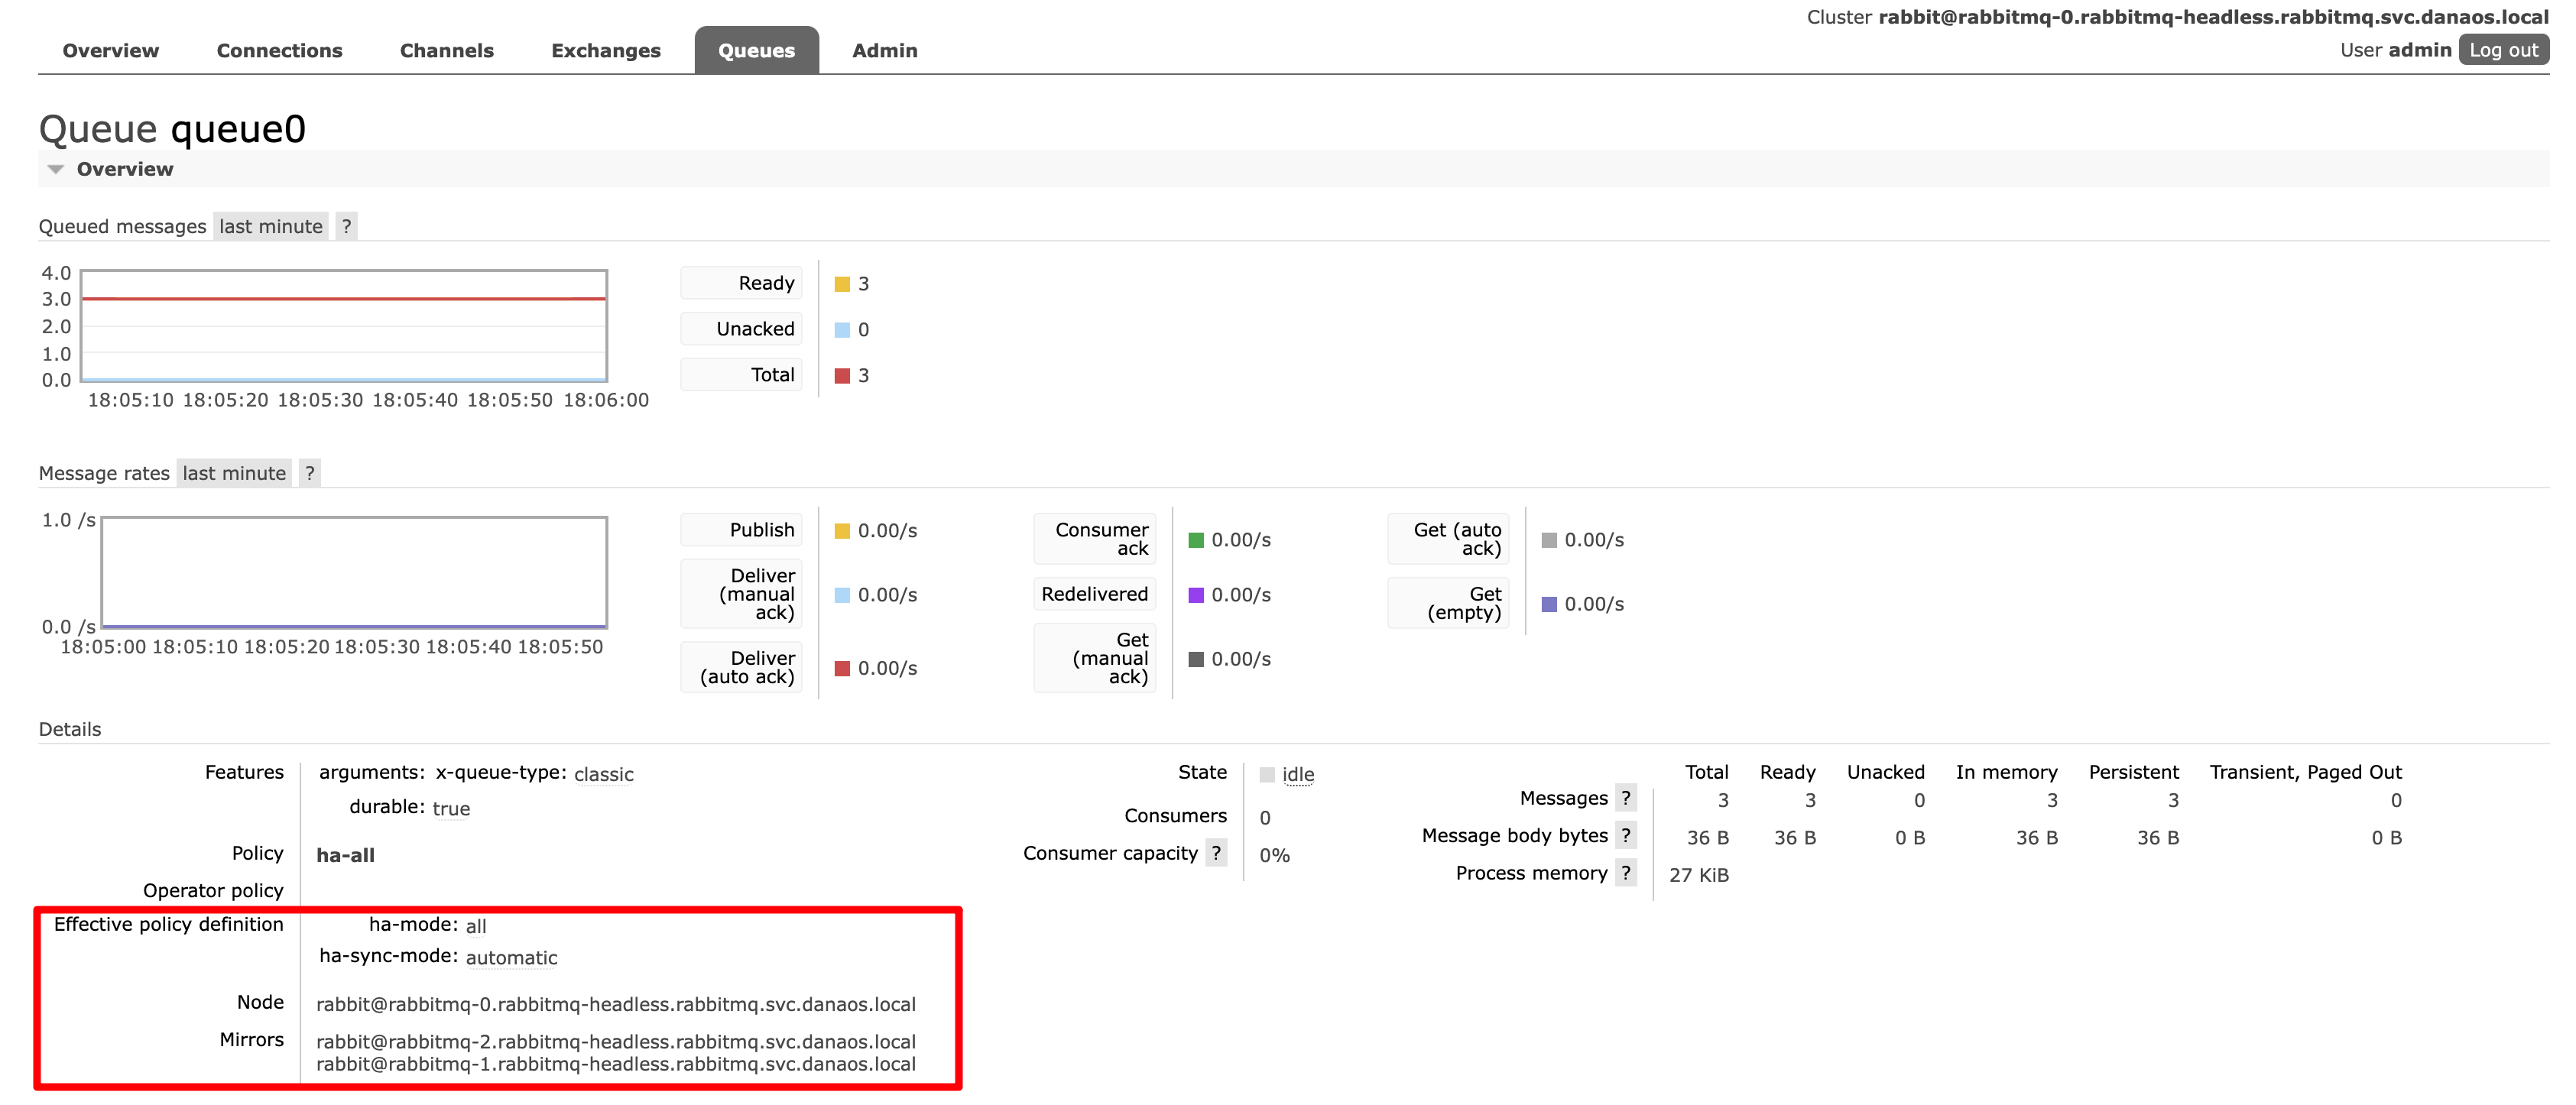 Cluster rabbit@rabbitmq-0.rabbitmq-headless.rabbitmq.svc.danaos.local
Overview Connections Channels Exchanges Queues Admin
User admin Log out
Queue queue0
Overview
Queued messages last minute ?
4.0
3.0
2.0
1.0
0.0
18:05:10 18:05:20 18:05:30 18:05:40 18:05:50 18:06:00
Ready 3
Unacked 0
Total 3
Message rates last minute ?
1.0 /s
0.0 /s
18:05:00 18:05:10 18:05:20 18:05:30 18:05:40 18:05:50
Publish 0.00/s
Deliver
(manual
ack)
0.00/s
Deliver
(auto ack)
0.00/s
Consumer
ack
0.00/s
Redelivered 0.00/s
Get
(manual
ack)
0.00/s
Get (auto
ack)
0.00/s
Get
(empty)
0.00/s
Details
Features arguments: x-queue-type: classic
durable: true
Policy ha-all
Operator policy
Effective policy definition ha-mode: all
ha-sync-mode: automatic
Node rabbit@rabbitmq-0.rabbitmq-headless.rabbitmq.svc.danaos.local
Mirrors rabbit@rabbitmq-2.rabbitmq-headless.rabbitmq.svc.danaos.local
rabbit@rabbitmq-1.rabbitmq-headless.rabbitmq.svc.danaos.local
State idle
Consumers 0
Consumer capacity ? 0%
Total Ready Unacked In memory Persistent Transient, Paged Out
Messages ? 3 3 0 3 3 0
Message body bytes ? 36 B 36 B 0 B 36 B 36 B 0 B
Process memory ? 27 KiB